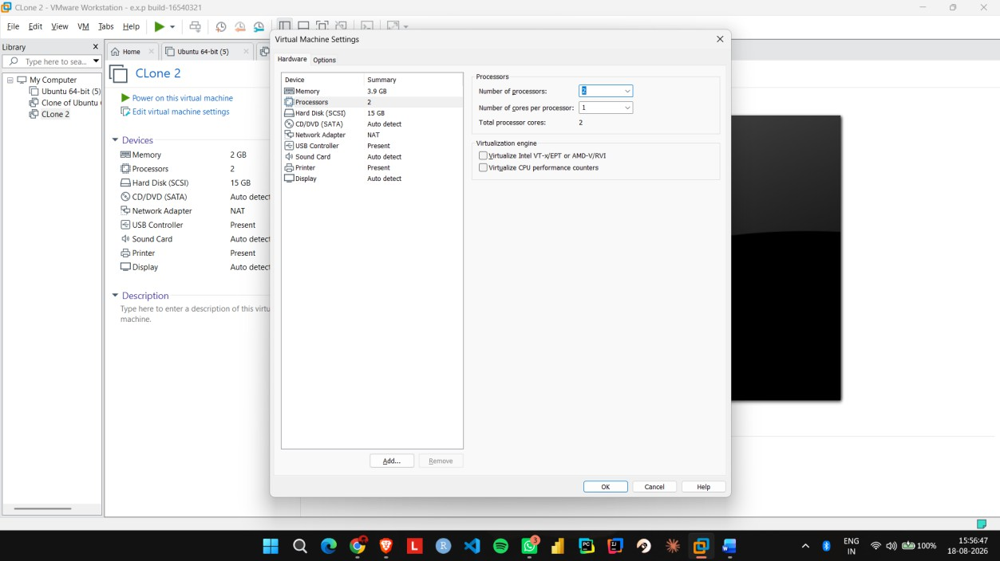 CLone 2 - VMware Workstation - e.x.p build-16540321
File Edit View VM Tabs Help
Library
Type here to sea...
My Computer
Ubuntu 64-bit (5)
Clone of Ubuntu
CLone 2
Home
Ubuntu 64-bit (5)
CLone 2
Power on this virtual machine
Edit virtual machine settings
Devices
Memory 2 GB
Processors 2
Hard Disk (SCSI) 15 GB
CD/DVD (SATA) Auto detect
Network Adapter NAT
USB Controller Present
Sound Card Auto detect
Printer Present
Display Auto detect
Description
Type here to enter a description of this virtu
machine.
Virtual Machine Settings
Hardware Options
Device Summary
Memory 3.9 GB
Processors 2
Hard Disk (SCSI) 15 GB
CD/DVD (SATA) Auto detect
Network Adapter NAT
USB Controller Present
Sound Card Auto detect
Printer Present
Display Auto detect
Add... Remove
Processors
Number of processors: 2
Number of cores per processor: 1
Total processor cores: 2
Virtualization engine
Virtualize Intel VT-x/EPT or AMD-V/RVI
Virtualize CPU performance counters
OK Cancel Help
L
R
3
PC
IJ
W
ENG
IN
100%
15:56:47
18-08-2026